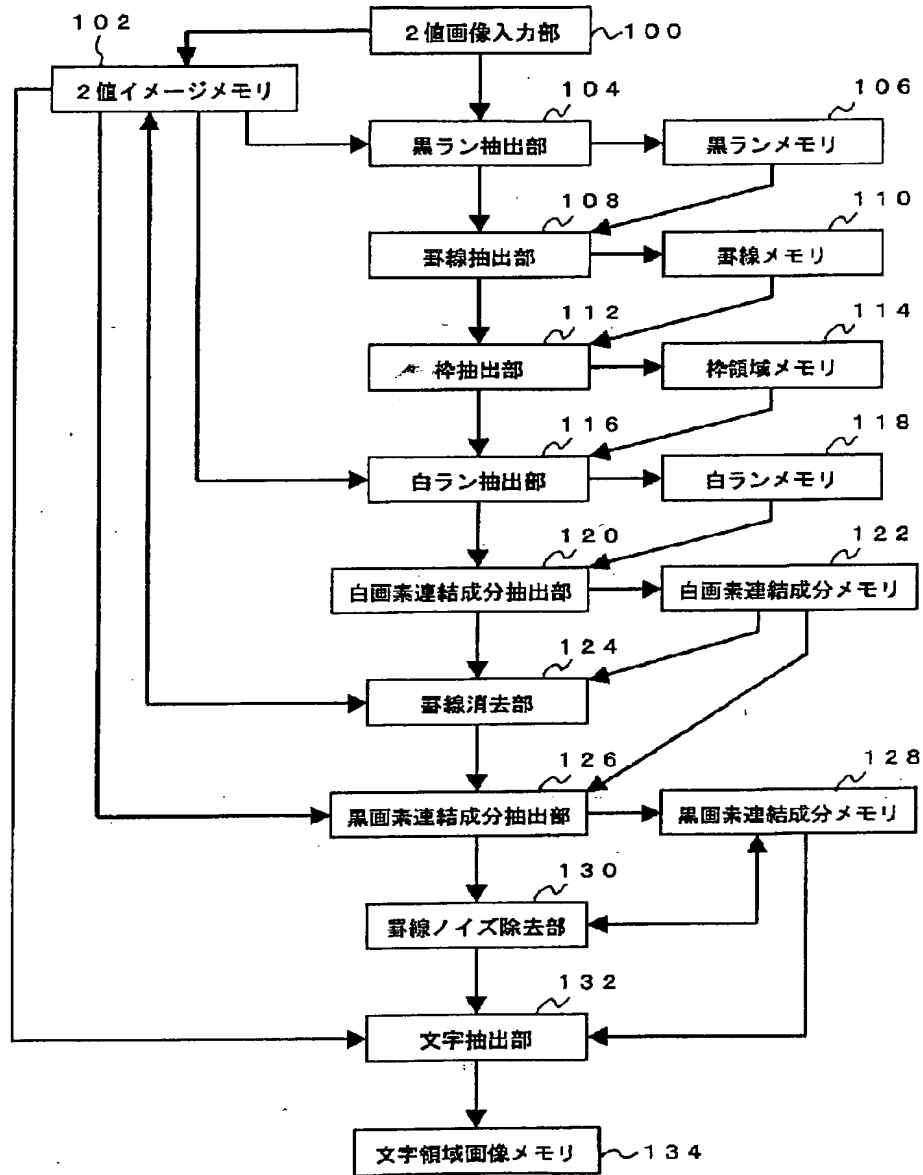 102
2値画像入力部 100
2値イメージメモリ
104
106
黒ラン抽出部
黒ランメモリ
108
110
罫線抽出部
罫線メモリ
112
114
枠抽出部
枠領域メモリ
116
118
白ラン抽出部
白ランメモリ
120
122
白画素連結成分抽出部
白画素連結成分メモリ
124
罫線消去部
126
128
黒画素連結成分抽出部
黒画素連結成分メモリ
130
罫線ノイズ除去部
132
文字抽出部
文字領域画像メモリ 134